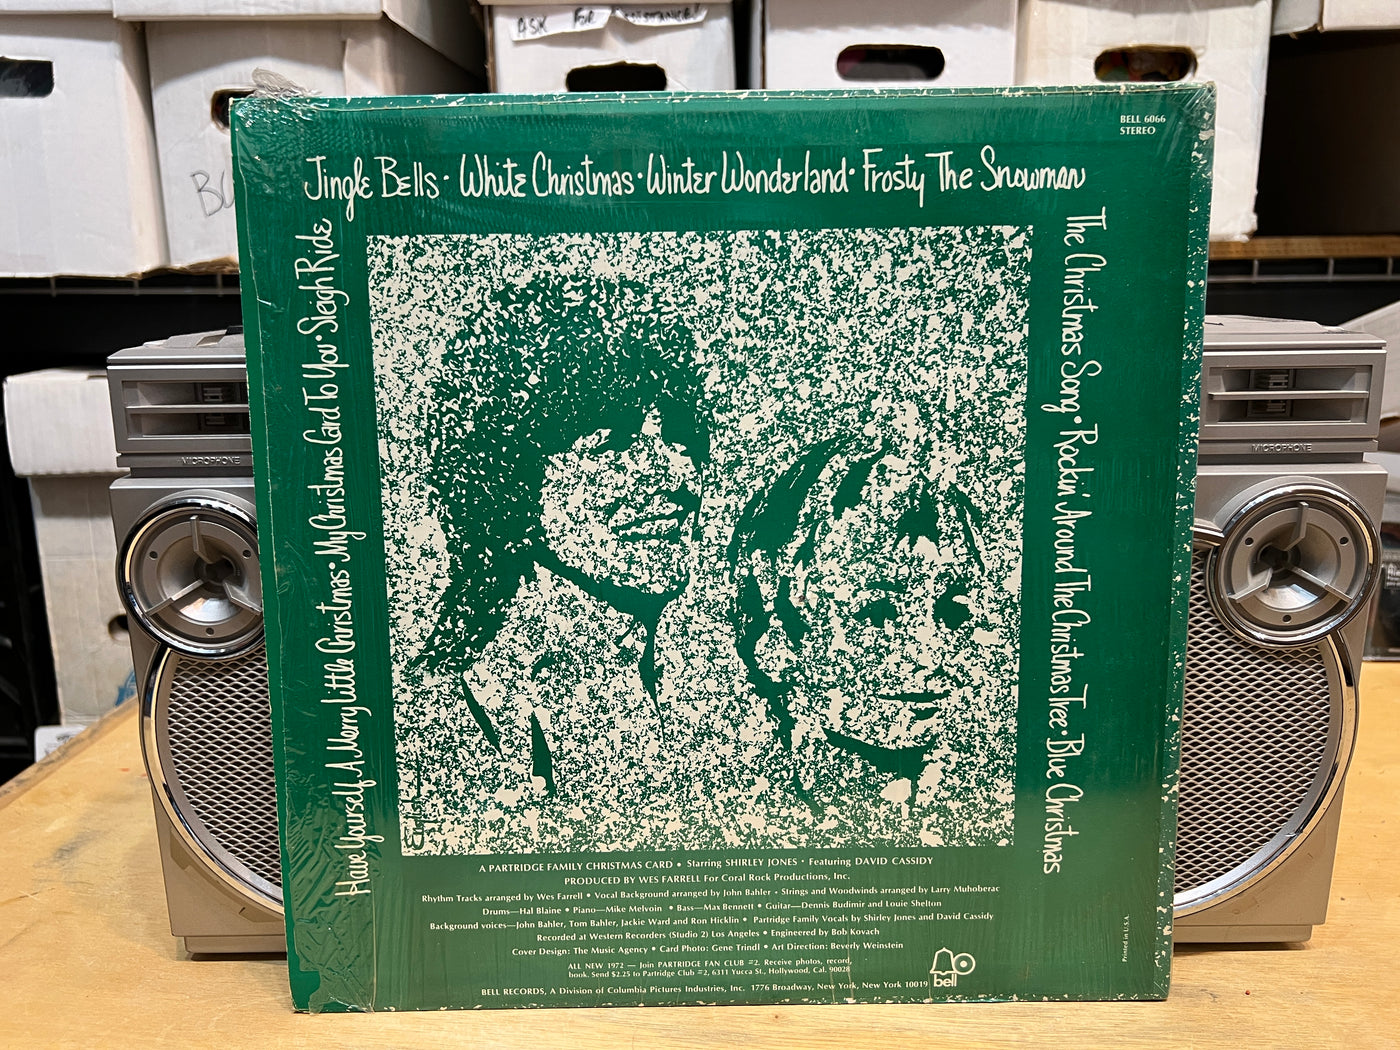 ASK FOR ASSISTANCE!
BU
BELL 6066
STEREO
Jingle Bells · White Christmas · Winter Wonderland · Frosty The Snowman
The Christmas Song · Rockin' Around The Christmas Tree · Blue Christmas
Have Yourself A Merry Little Christmas · My Christmas Card To You · Sleigh Ride
MICROPHONE
MICROPHONE
A PARTRIDGE FAMILY CHRISTMAS CARD • Starring SHIRLEY JONES • Featuring DAVID CASSIDY
PRODUCED BY WES FARRELL For Coral Rock Productions, Inc.
Rhythm Tracks arranged by Wes Farrell • Vocal Background arranged by John Bahler • Strings and Woodwinds arranged by Larry Muhoberac
Drums—Hal Blaine • Piano—Mike Melvoin • Bass—Max Bennett • Guitar—Dennis Budimir and Louie Shelton
Background voices—John Bahler, Tom Bahler, Jackie Ward and Ron Hicklin • Partridge Family Vocals by Shirley Jones and David Cassidy
Recorded at Western Recorders (Studio 2) Los Angeles • Engineered by Bob Kovach
Cover Design: The Music Agency • Card Photo: Gene Trindl • Art Direction: Beverly Weinstein
ALL NEW 1972 — Join PARTRIDGE FAN CLUB #2. Receive photos, record,
book. Send $2.25 to Partridge Club #2, 6311 Yucca St., Hollywood, Cal. 90028
BELL RECORDS, A Division of Columbia Pictures Industries, Inc. 1776 Broadway, New York, New York 10019
bell
Printed in U.S.A.